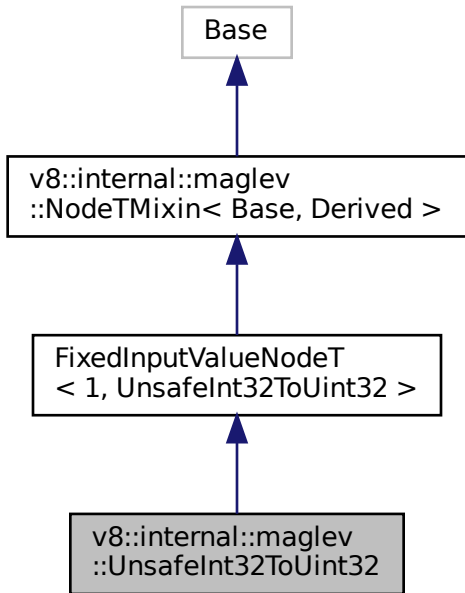 Base
v8::internal::maglev
::NodeTMixin< Base, Derived >
FixedInputValueNodeT
< 1, UnsafeInt32ToUint32 >
v8::internal::maglev
::UnsafeInt32ToUint32